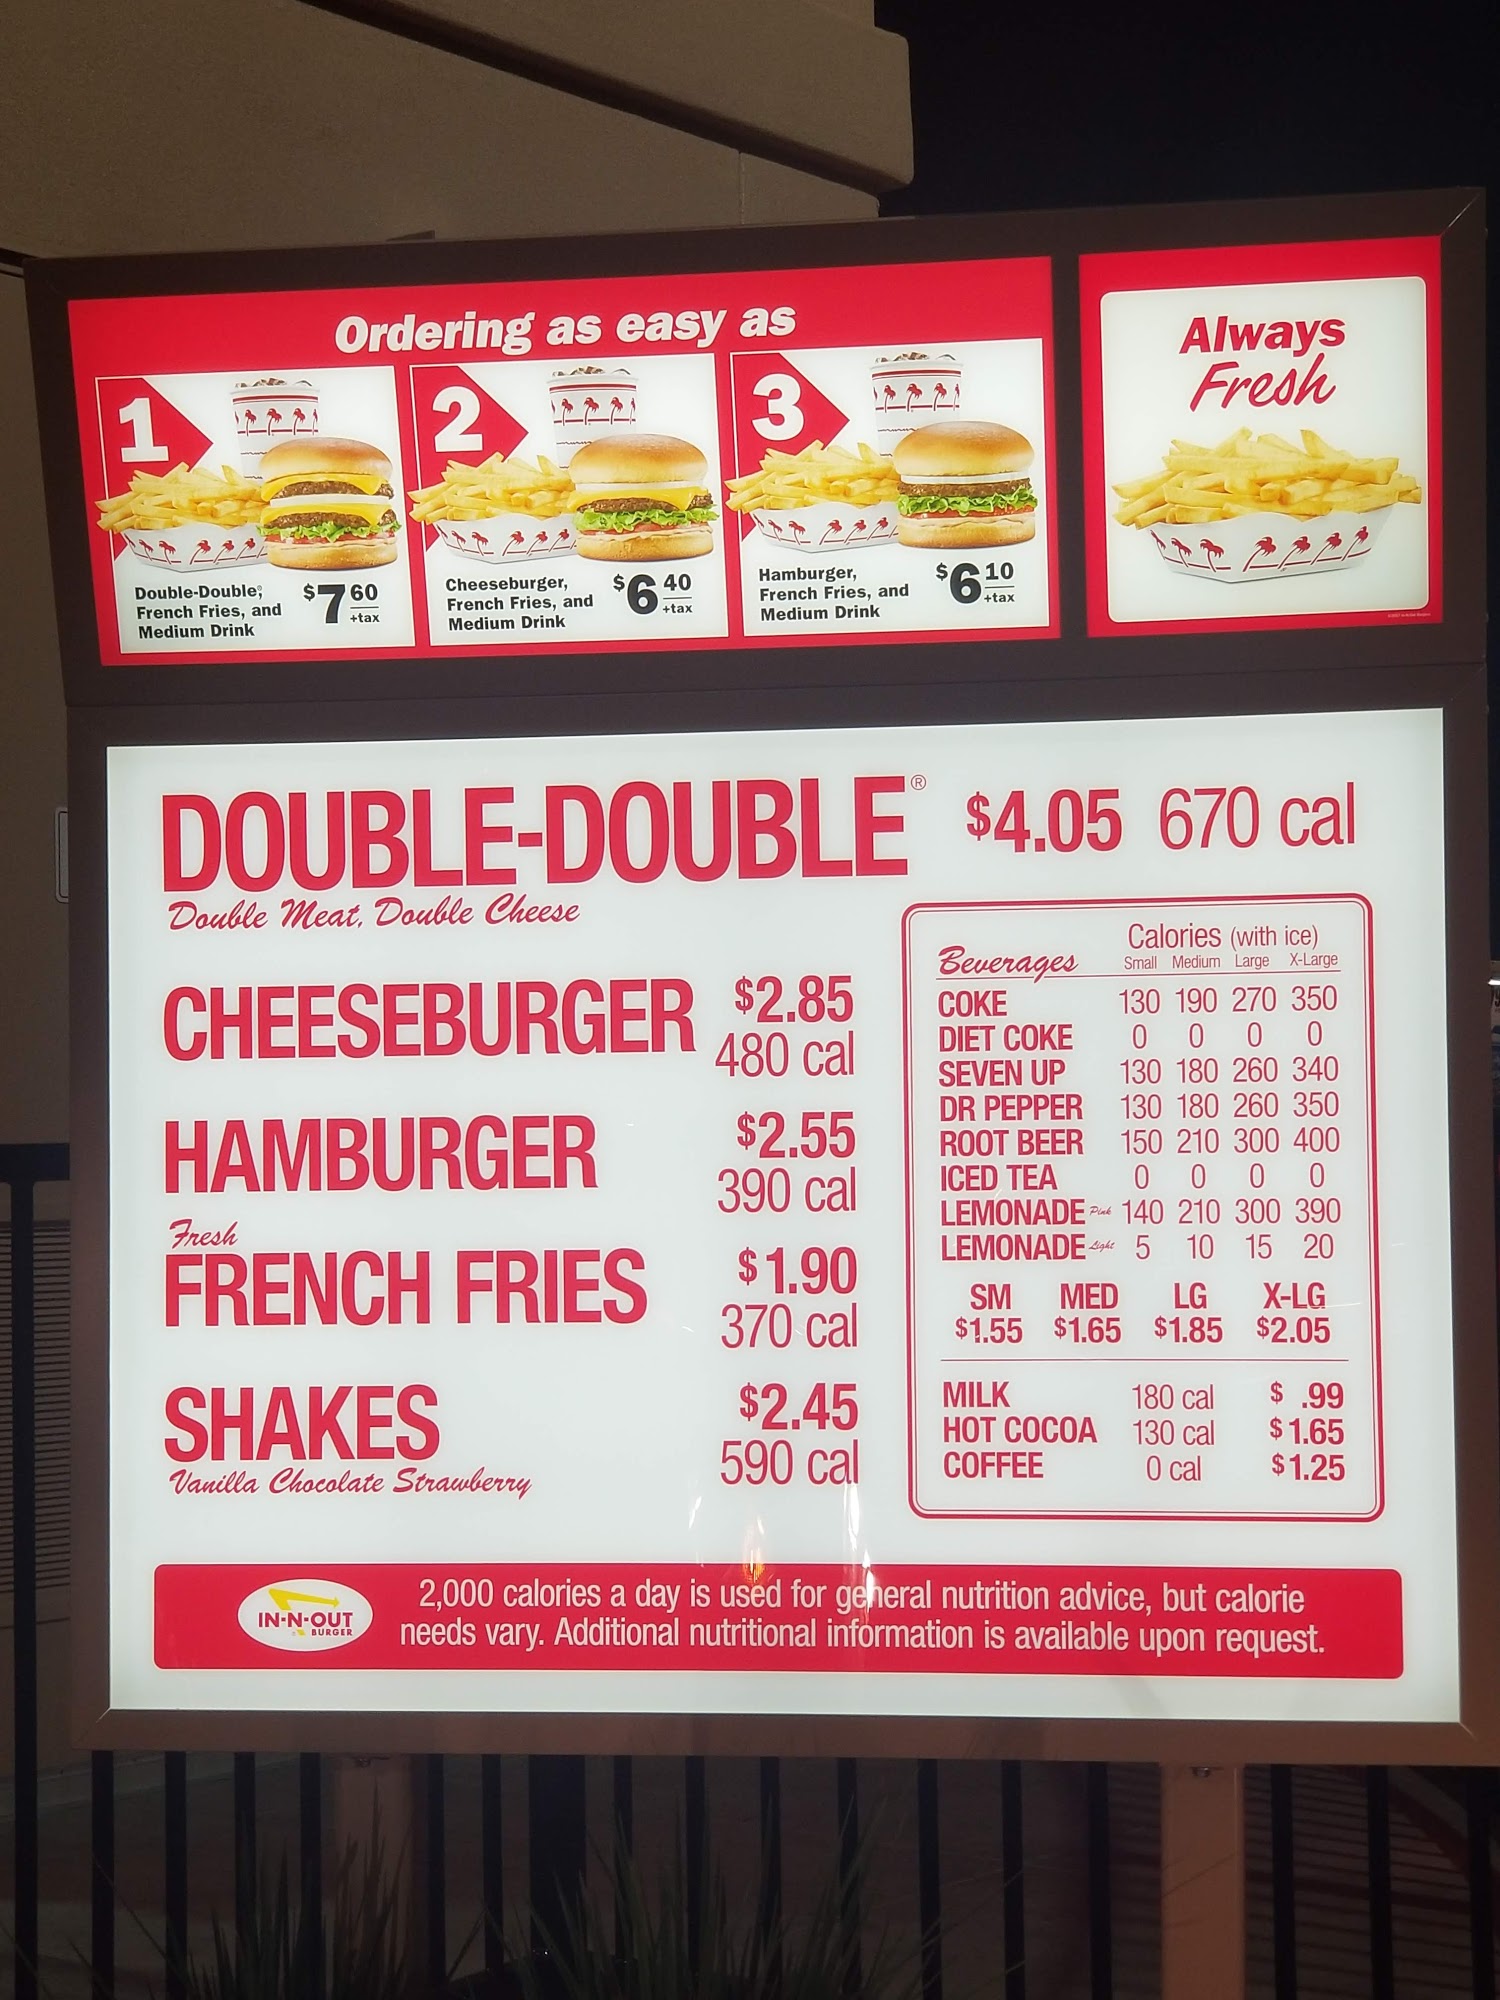 Ordering as easy as
1
Double-Double®,
French Fries, and
Medium Drink
$7 60
+tax
2
Cheeseburger,
French Fries, and
Medium Drink
$6 40
+tax
3
Hamburger,
French Fries, and
Medium Drink
$6 10
+tax
Always
Fresh
DOUBLE-DOUBLE® $4.05 670 cal
Double Meat, Double Cheese
CHEESEBURGER $2.85
480 cal
HAMBURGER $2.55
390 cal
Fresh
FRENCH FRIES $1.90
370 cal
SHAKES $2.45
590 cal
Vanilla Chocolate Strawberry
Calories (with ice)
Beverages Small Medium Large X-Large
COKE 130 190 270 350
DIET COKE 0 0 0 0
SEVEN UP 130 180 260 340
DR PEPPER 130 180 260 350
ROOT BEER 150 210 300 400
ICED TEA 0 0 0 0
LEMONADE Pink 140 210 300 390
LEMONADE Light 5 10 15 20
SM MED LG X-LG
$1.55 $1.65 $1.85 $2.05
MILK 180 cal $ .99
HOT COCOA 130 cal $1.65
COFFEE 0 cal $1.25
IN-N-OUT
BURGER
2,000 calories a day is used for general nutrition advice, but calorie
needs vary. Additional nutritional information is available upon request.